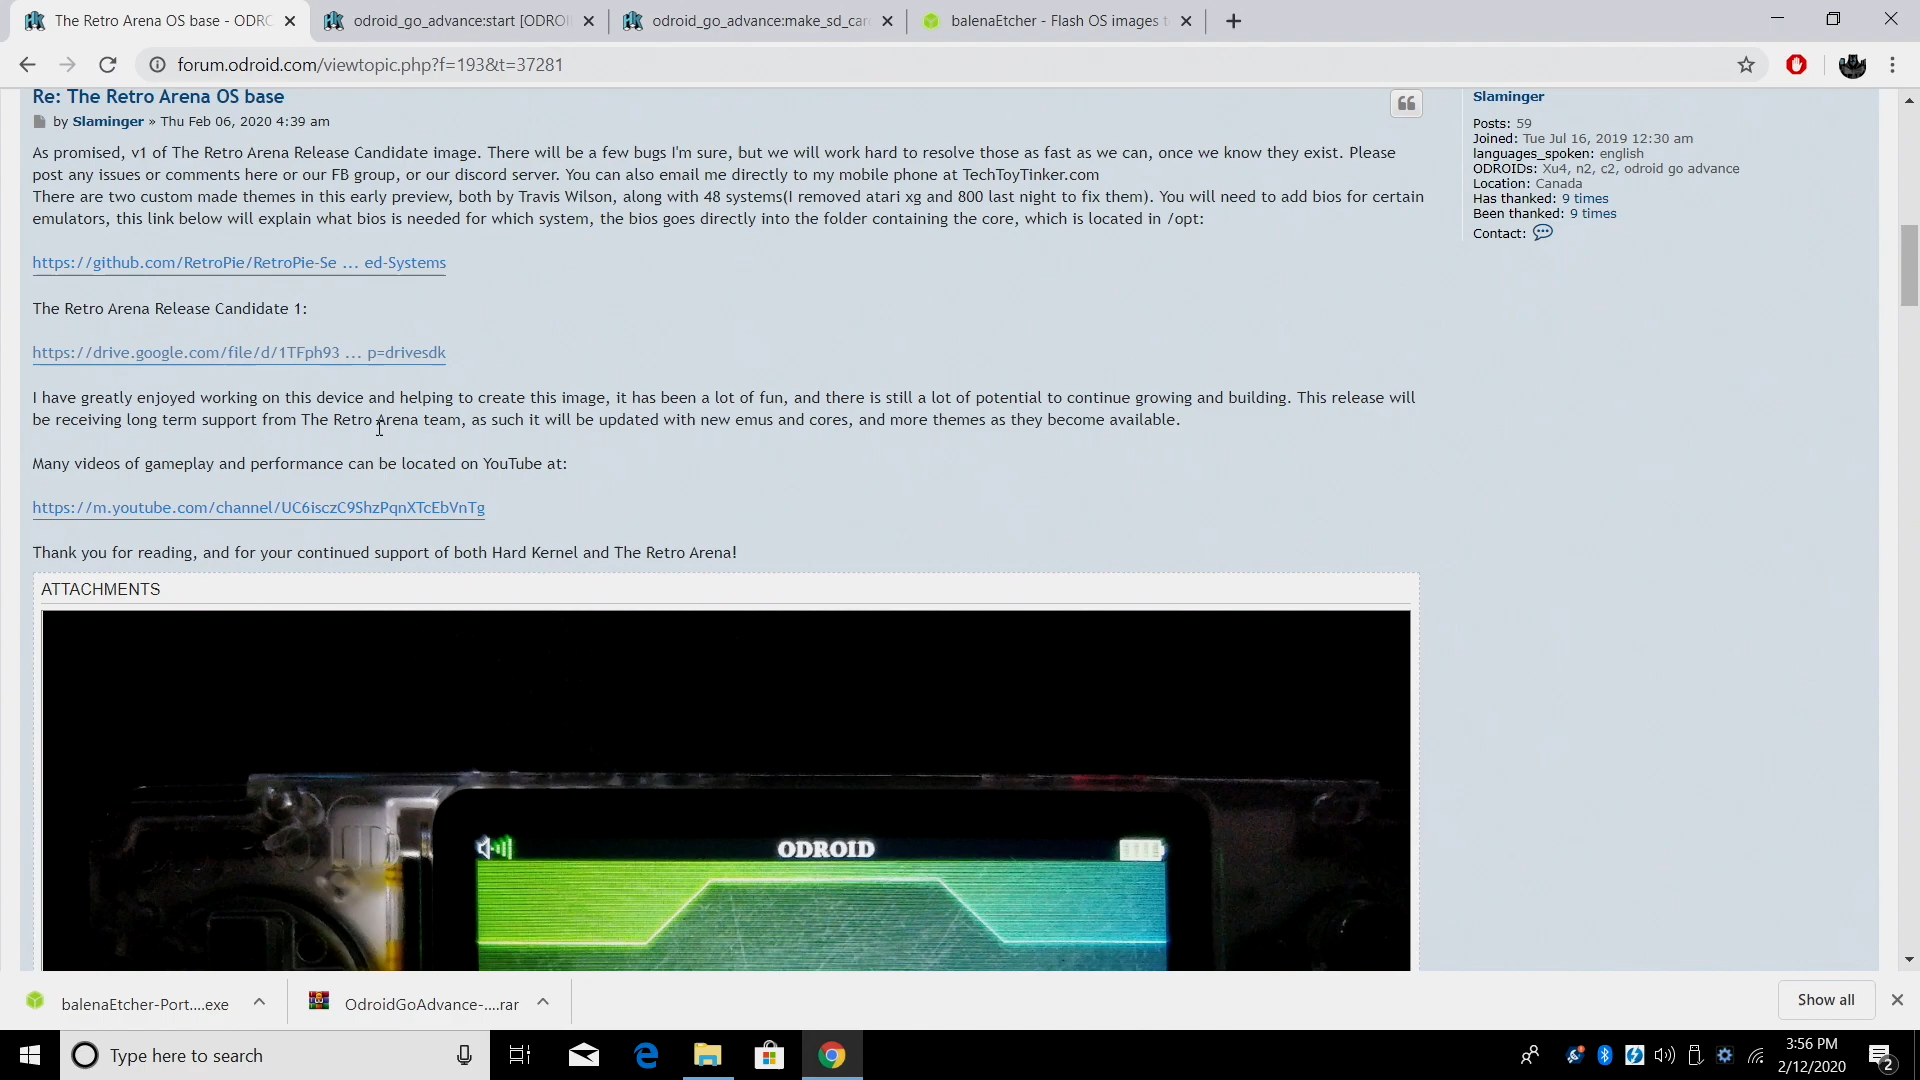 The Retro Arena OS base - ODRO
odroid_go_advance:start [ODROI
odroid_go_advance:make_sd_car
balenaEtcher - Flash OS images t
forum.odroid.com/viewtopic.php?f=193&t=37281
Re: The Retro Arena OS base
by Slaminger » Thu Feb 06, 2020 4:39 am
As promised, v1 of The Retro Arena Release Candidate image. There will be a few bugs I'm sure, but we will work hard to resolve those as fast as we can, once we know they exist. Please
post any issues or comments here or our FB group, or our discord server. You can also email me directly to my mobile phone at TechToyTinker.com
There are two custom made themes in this early preview, both by Travis Wilson, along with 48 systems(I removed atari xg and 800 last night to fix them). You will need to add bios for certain
emulators, this link below will explain what bios is needed for which system, the bios goes directly into the folder containing the core, which is located in /opt:
https://github.com/RetroPie/RetroPie-Se ... ed-Systems
The Retro Arena Release Candidate 1:
https://drive.google.com/file/d/1TFph93 ... p=drivesdk
I have greatly enjoyed working on this device and helping to create this image, it has been a lot of fun, and there is still a lot of potential to continue growing and building. This release will
be receiving long term support from The Retro Arena team, as such it will be updated with new emus and cores, and more themes as they become available.
Many videos of gameplay and performance can be located on YouTube at:
https://m.youtube.com/channel/UC6isczC9ShzPqnXTcEbVnTg
Thank you for reading, and for your continued support of both Hard Kernel and The Retro Arena!
ATTACHMENTS
ODROID
Slaminger
Posts: 59
Joined: Tue Jul 16, 2019 12:30 am
languages_spoken: english
ODROIDs: Xu4, n2, c2, odroid go advance
Location: Canada
Has thanked: 9 times
Been thanked: 9 times
Contact:
balenaEtcher-Port....exe
OdroidGoAdvance-....rar
Show all
Type here to search
3:56 PM
2/12/2020
2